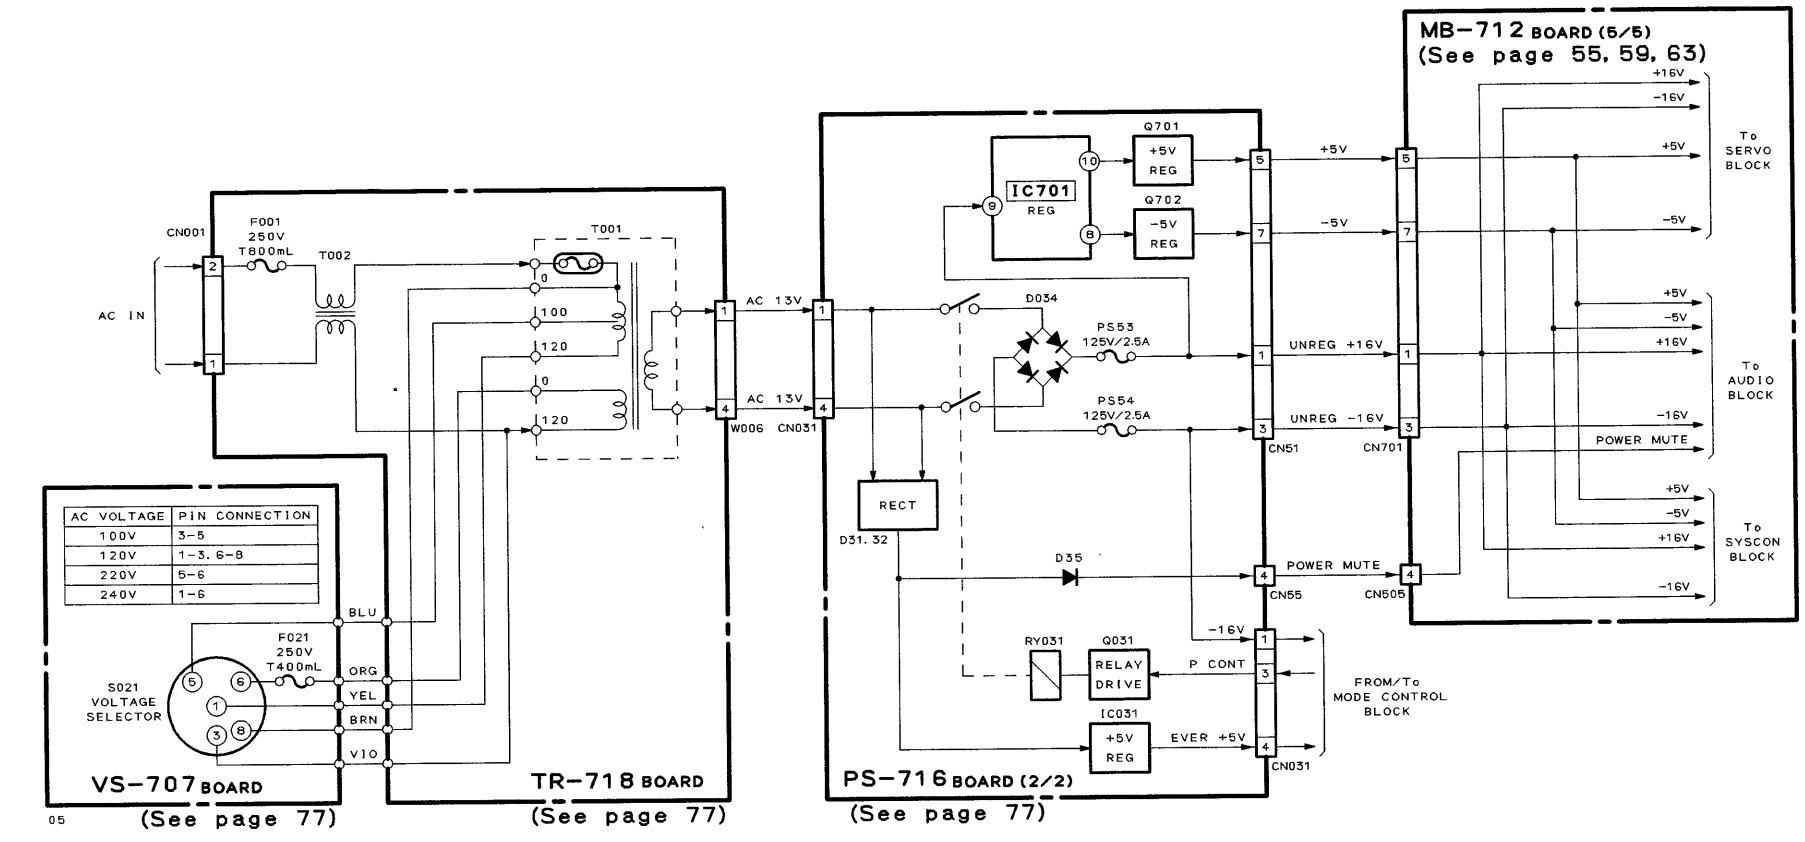 MB-712 BOARD (5/5)
(See page 55, 59, 63)
+16V
-16V
+5V
-5V
To
SERVO
BLOCK
+5V
-5V
+16V
-16V
POWER MUTE
To
AUDIO
BLOCK
+5V
-5V
+16V
-16V
To
SYSCON
BLOCK
5
7
1
3
CN701
4
CN505
+5V
-5V
UNREG +16V
UNREG -16V
POWER MUTE
Q701
+5V
REG
Q702
-5V
REG
10
9
8
IC701
REG
5
7
1
3
CN51
D034
PS53
125V/2.5A
PS54
125V/2.5A
1
4
CN031
RECT
D31.32
D35
4
CN55
-16V
1
RY031
Q031
RELAY
DRIVE
P CONT
3
IC031
+5V
REG
EVER +5V
4
CN031
FROM/To
MODE CONTROL
BLOCK
PS-716 BOARD (2/2)
(See page 77)
AC 13V
AC 13V
1
4
W006
CN001
2
1
AC IN
F001
250V
T800mL
T002
T001
0
100
120
0
120
TR-718 BOARD
(See page 77)
AC VOLTAGE PIN CONNECTION
100V 3-5
120V 1-3. 6-8
220V 5-6
240V 1-6
BLU
F021
250V
T400mL
ORG
YEL
BRN
VIO
S021
VOLTAGE
SELECTOR
5
6
1
3
8
VS-707 BOARD
(See page 77)
05